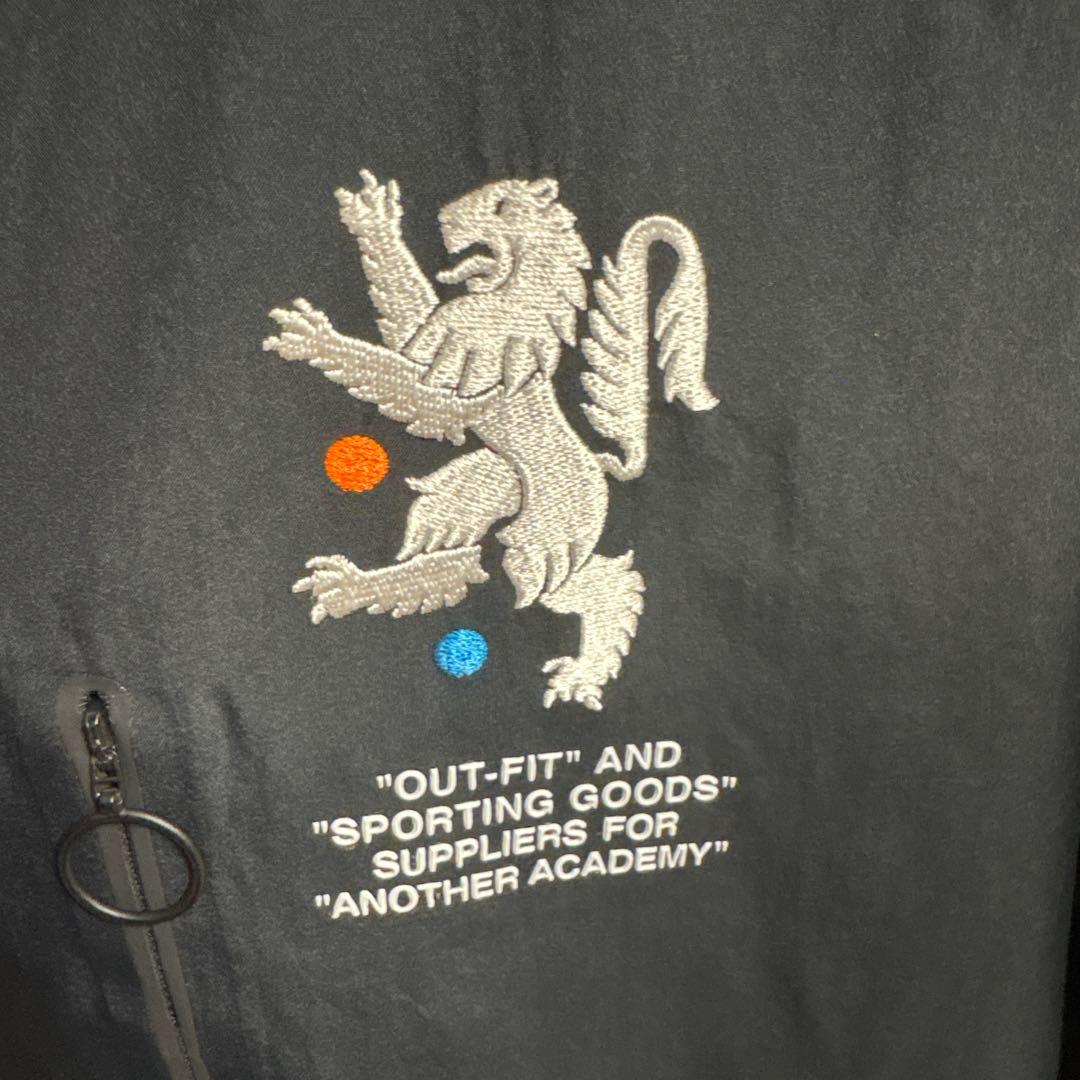 "OUT-FIT" AND
"SPORTING GOODS"
SUPPLIERS FOR
"ANOTHER ACADEMY"